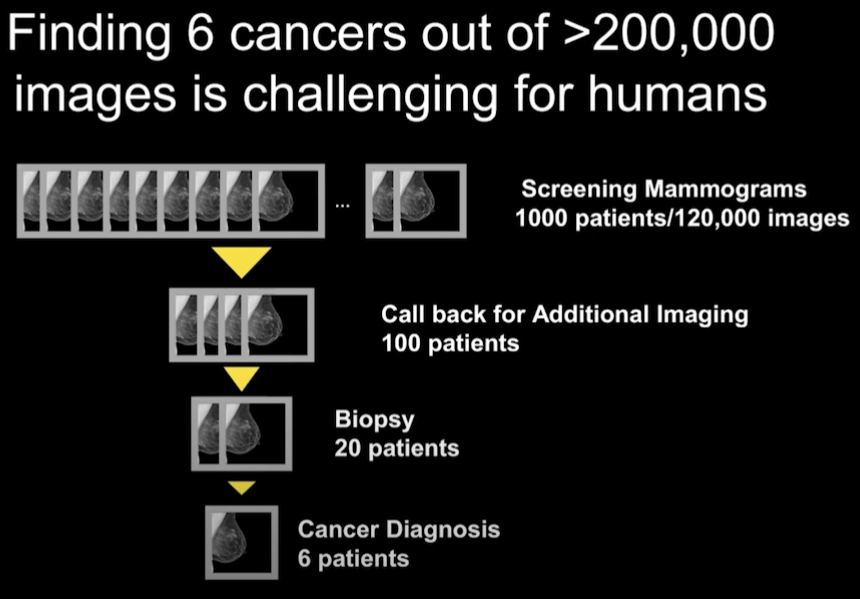 Finding 6 cancers out of >200,000
images is challenging for humans
...
Screening Mammograms
1000 patients/120,000 images
Call back for Additional Imaging
100 patients
Biopsy
20 patients
Cancer Diagnosis
6 patients